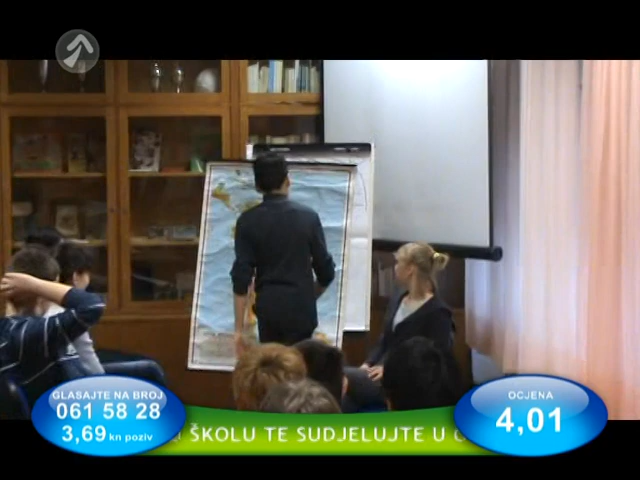 GLASAJTE NA BROJ
061 58 28
3,69 kn poziv
ŠKOLU TE SUDJELUJTE U
OCJENA
4,01